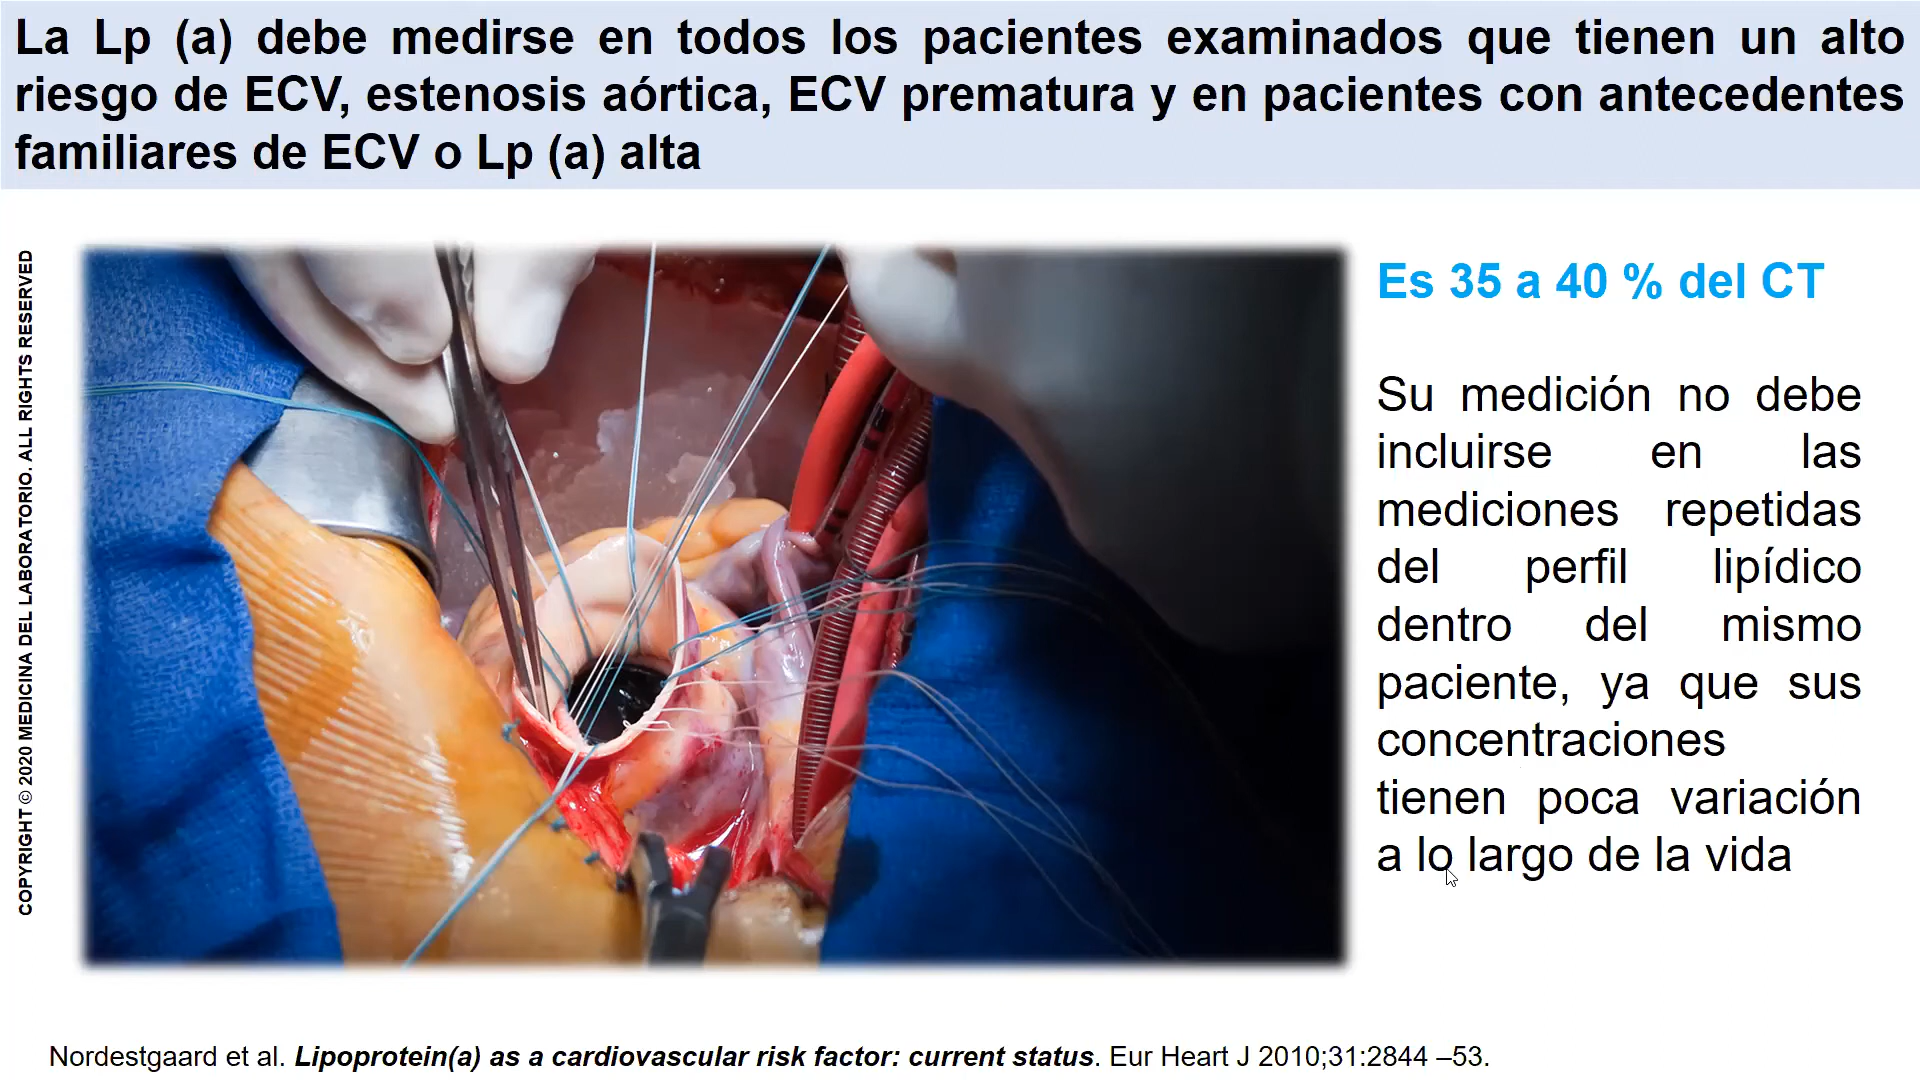 La Lp (a) debe medirse en todos los pacientes examinados que tienen un alto
riesgo de ECV, estenosis aórtica, ECV prematura y en pacientes con antecedentes
familiares de ECV o Lp (a) alta
COPYRIGHT © 2020 MEDICINA DEL LABORATORIO. ALL RIGHTS RESERVED
Es 35 a 40 % del CT
Su medición no debe
incluirse en las
mediciones repetidas
del perfil lipídico
dentro del mismo
paciente, ya que sus
concentraciones
tienen poca variación
a lo largo de la vida
Nordestgaard et al. Lipoprotein(a) as a cardiovascular risk factor: current status. Eur Heart J 2010;31:2844 –53.